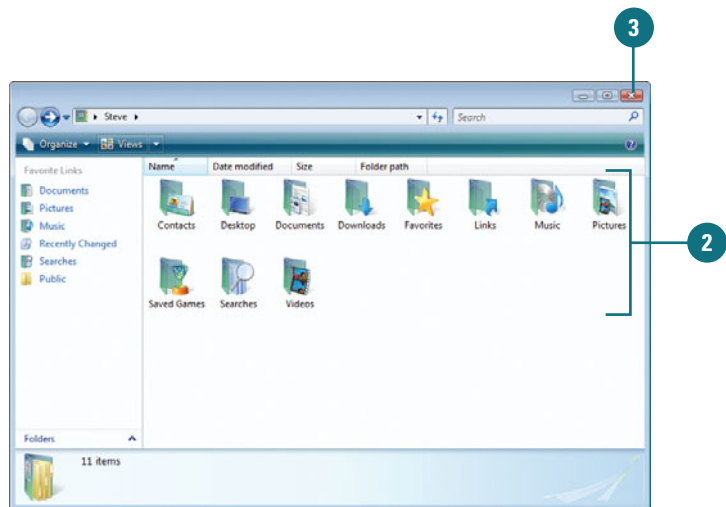 3
Steve
Search
Organize Views
Favorite Links
Documents
Pictures
Music
Recently Changed
Searches
Public
Folders
Name Date modified Size Folder path
Contacts Desktop Documents Downloads Favorites Links Music Pictures
Saved Games Searches Videos
2
11 items